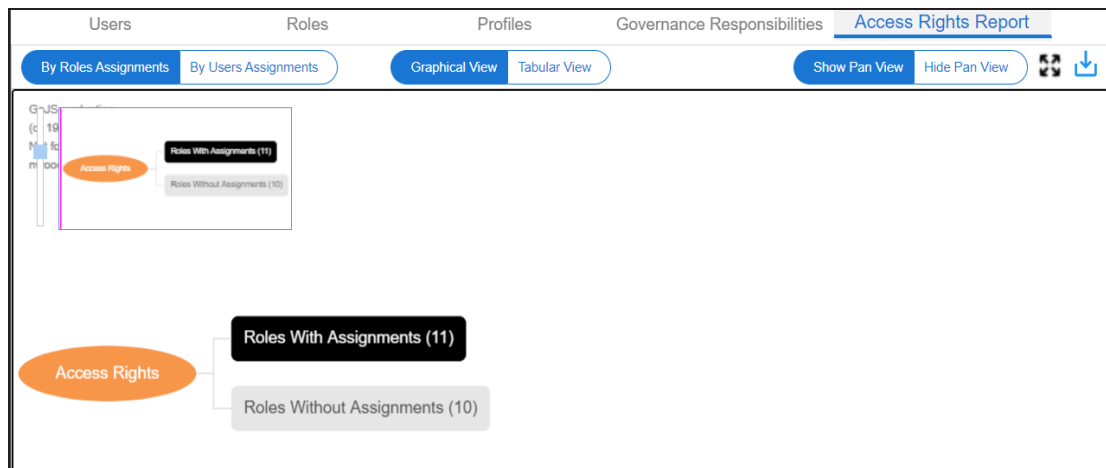 Users Roles Profiles Governance Responsibilities Access Rights Report
By Roles Assignments By Users Assignments Graphical View Tabular View Show Pan View Hide Pan View
Roles With Assignments (11)
Access Rights
Roles Without Assignments (10)
Roles With Assignments (11)
Access Rights
Roles Without Assignments (10)